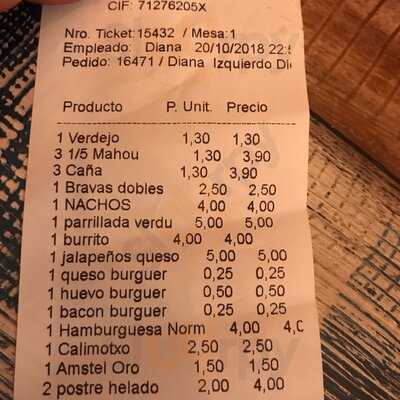 CIF: 71276205X
Nro. Ticket:15432 / Mesa:1
Empleado: Diana 20/10/2018 22:5
Pedido: 16471 / Diana Izquierdo Di
Producto P. Unit. Precio
1 Verdejo 1,30 1,30
3 1/5 Mahou 1,30 3,90
3 Caña 1,30 3,90
1 Bravas dobles 2,50 2,50
1 NACHOS 4,00 4,00
1 parrillada verdu 5,00 5,00
1 burrito 4,00 4,00
1 jalapeños queso 5,00 5,00
1 queso burguer 0,25 0,25
1 huevo burguer 0,50 0,50
1 bacon burguer 0,25 0,25
1 Hamburguesa Norm 4,00 4,0
1 Calimotxo 2,50 2,50
1 Amstel Oro 1,50 1,50
2 postre helado 2,00 4,00